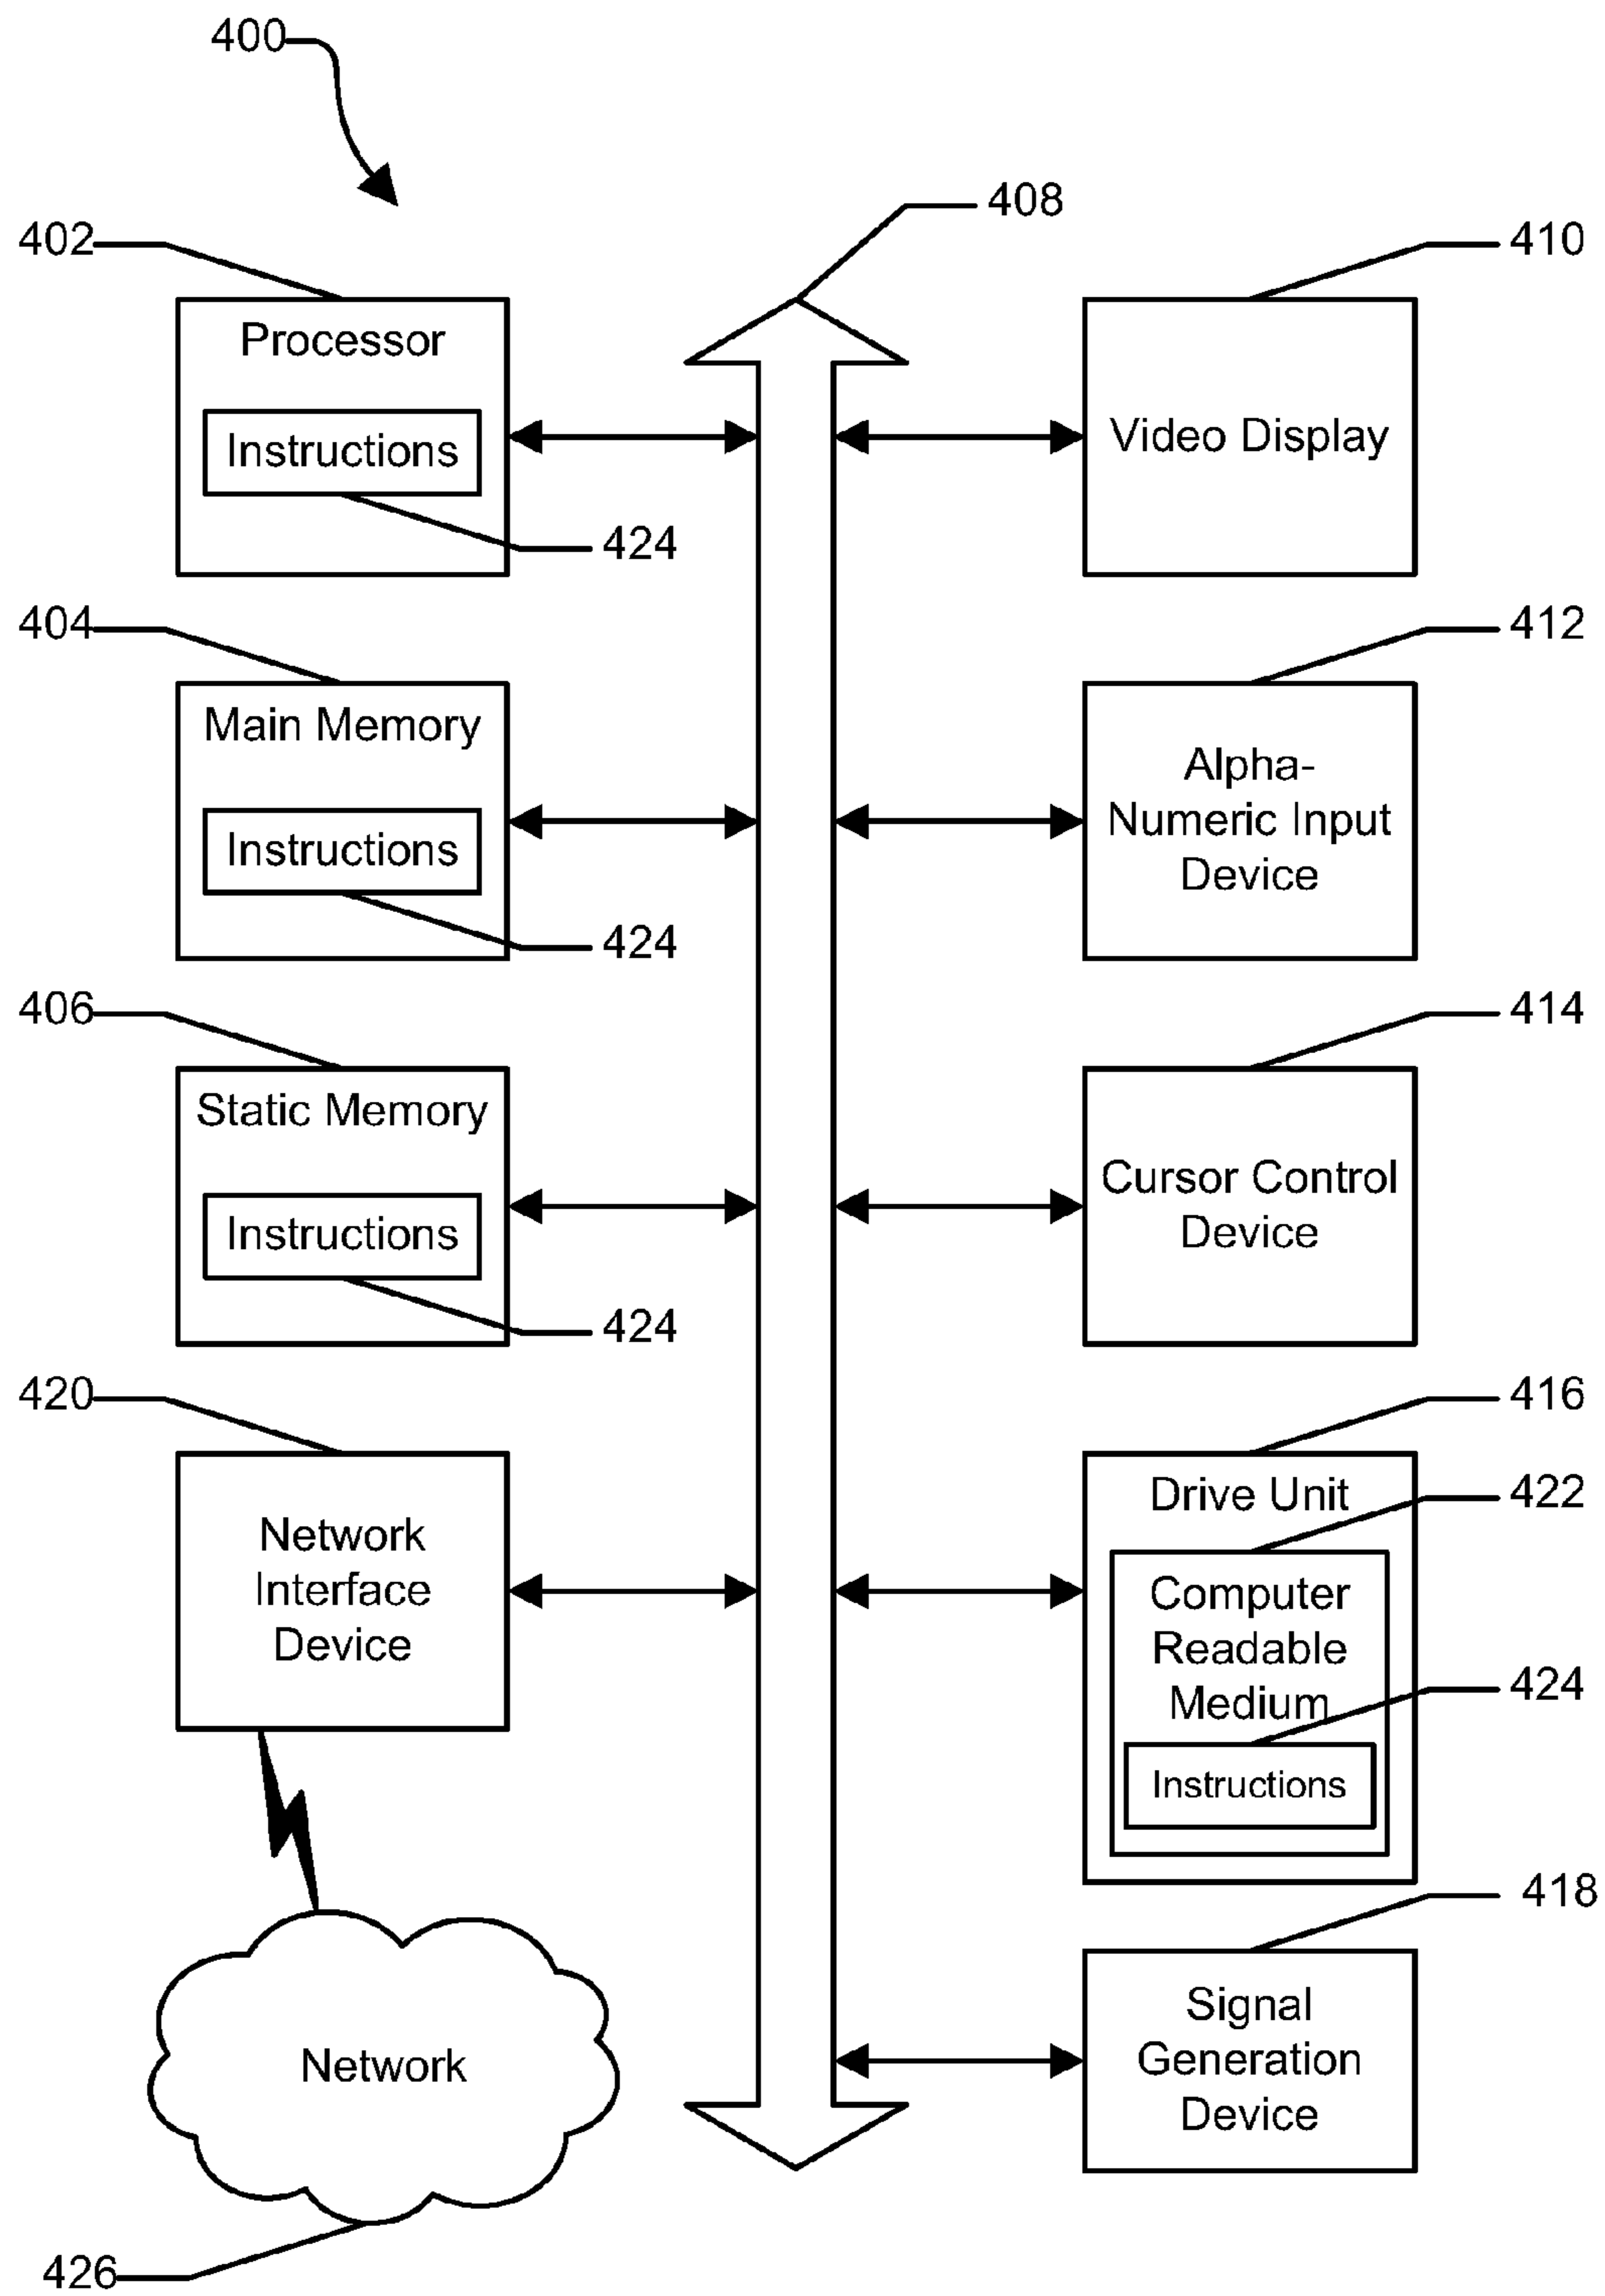 400
408
402
410
Processor
Instructions
424
Video Display
404
412
Main Memory
Instructions
424
Alpha-
Numeric Input
Device
406
414
Static Memory
Instructions
424
Cursor Control
Device
420
416
Network
Interface
Device
Drive Unit
422
Computer
Readable
Medium
424
Instructions
418
Signal
Generation
Device
Network
426